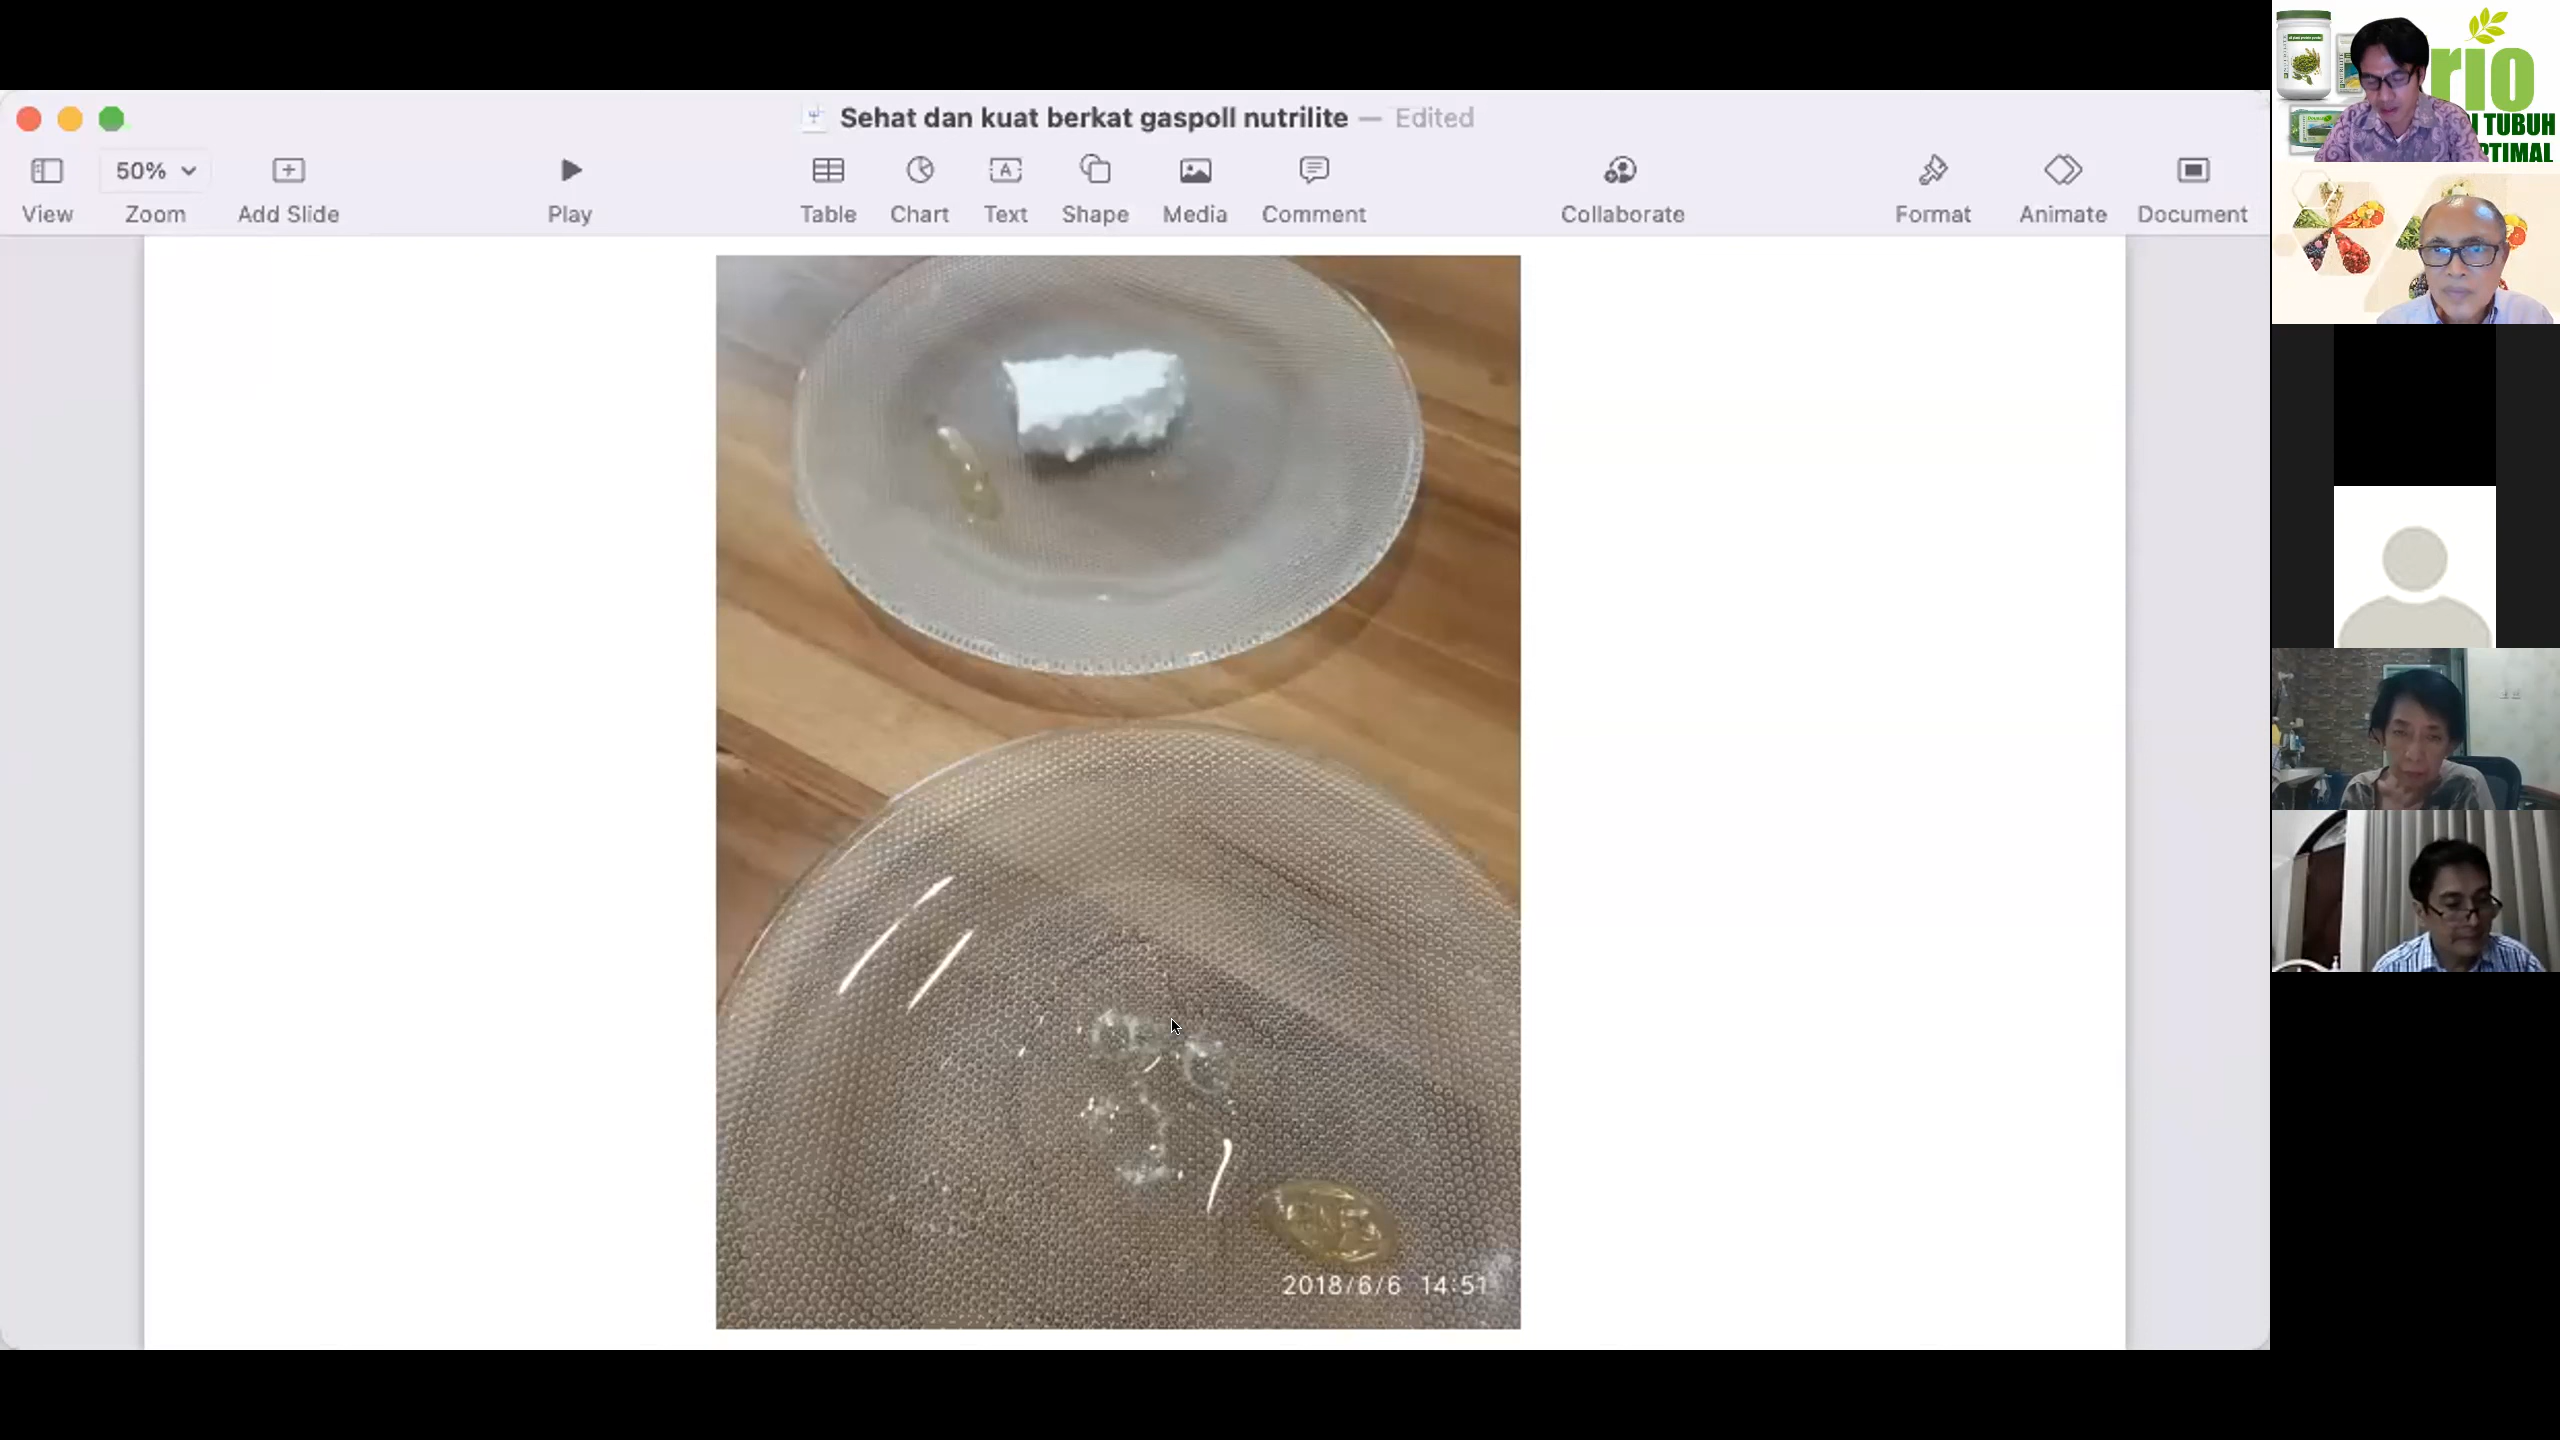 Sehat dan kuat berkat gaspoll nutrilite — Edited
50%
View
Zoom
Add Slide
Play
Table
Chart
Text
Shape
Media
Comment
Collaborate
Format
Animate
Document
2018/6/6 14:51
rio
TUBUH
PTIMAL